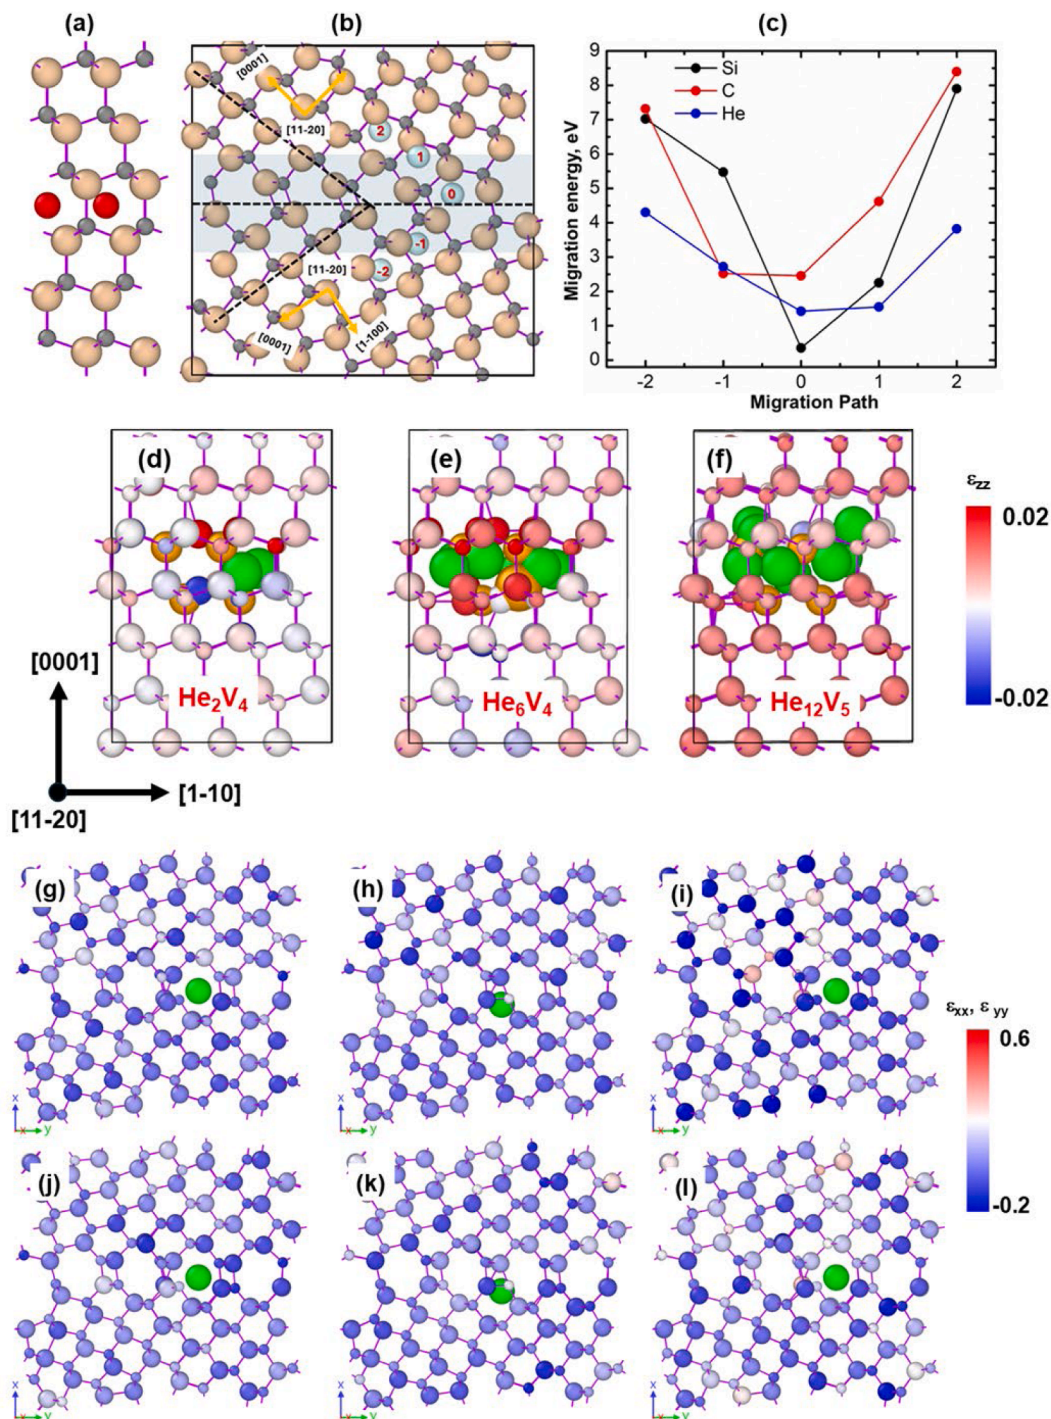 (a)
(b)
(c)
[0001]
[11-20]
2
1
0
-1
-2
[11-20]
[0001]
[1-100]
Migration energy, eV
9
8
7
6
5
4
3
2
1
0
Si
C
He
-2 -1 0 1 2
Migration Path
(d)
(e)
(f)
He₂V₄
He₆V₄
He₁₂V₅
εzz
0.02
-0.02
[0001]
[1-10]
[11-20]
(g)
(h)
(i)
x
x y
x
x y
x
x y
εxx, ε yy
0.6
-0.2
(j)
(k)
(l)
x
x y
x
x y
x
x y